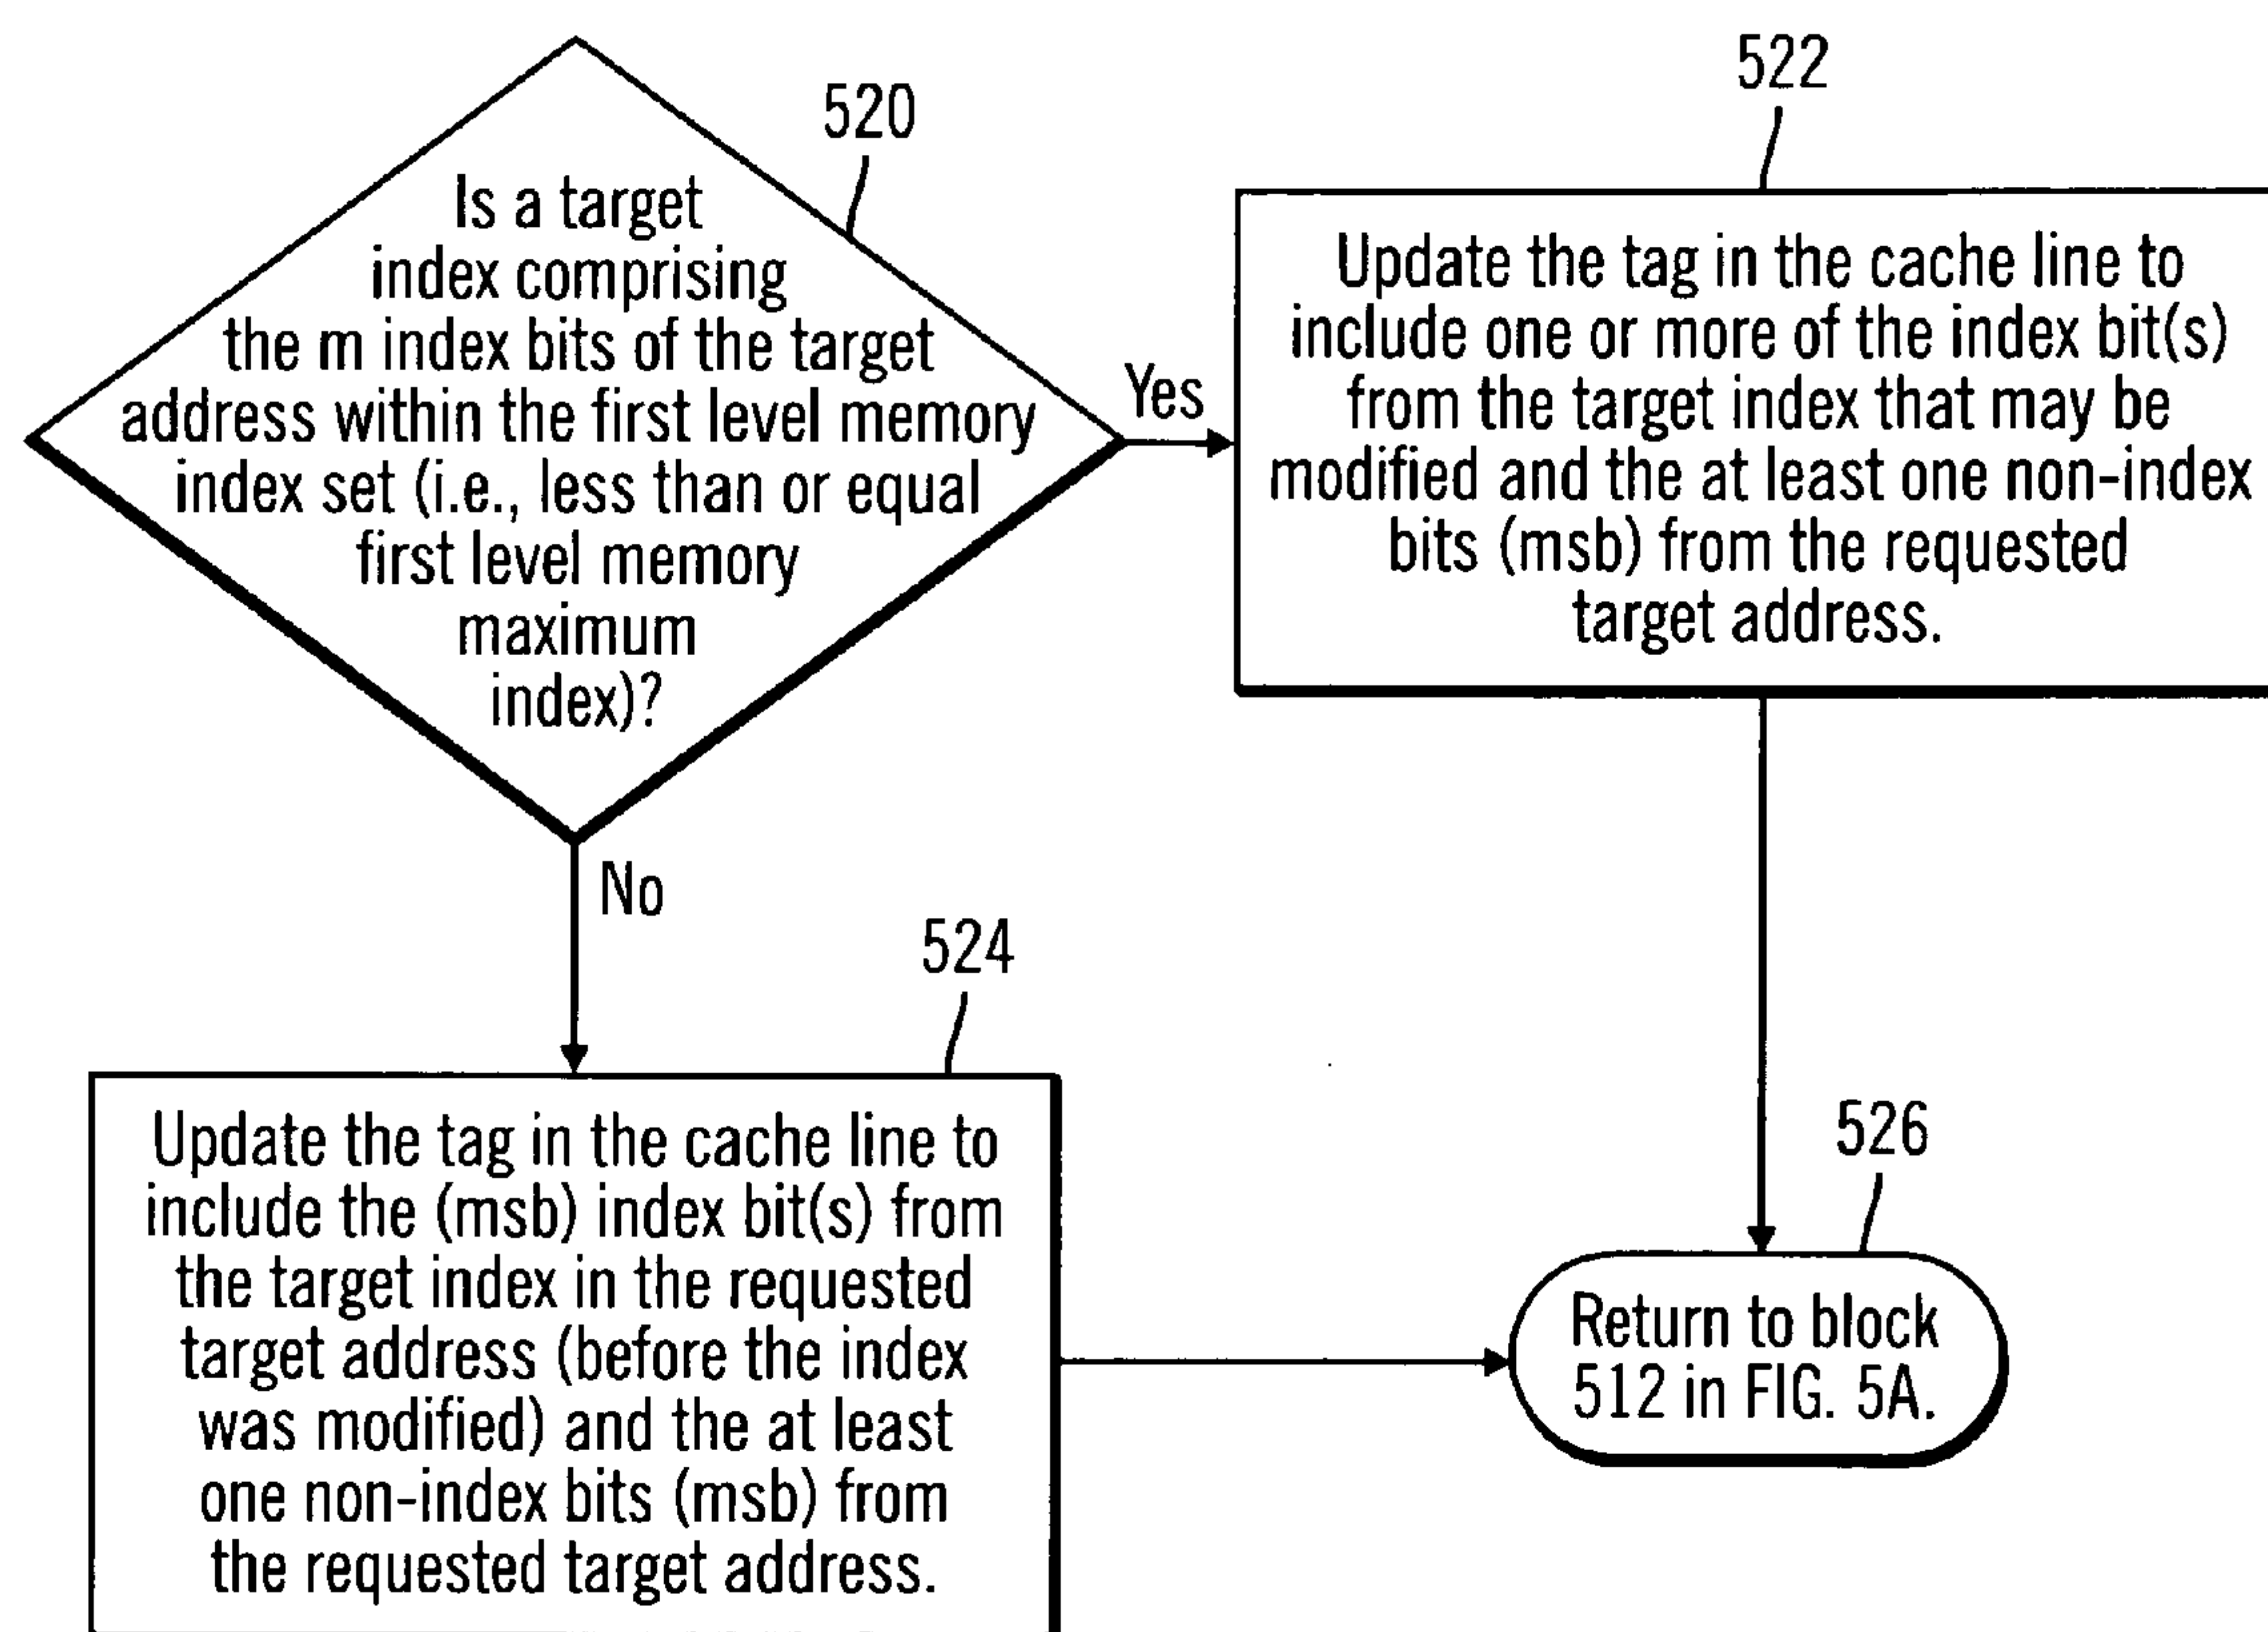 520
Is a target
index comprising
the m index bits of the target
address within the first level memory
index set (i.e., less than or equal
first level memory
maximum
index)?
Yes
522
Update the tag in the cache line to
include one or more of the index bit(s)
from the target index that may be
modified and the at least one non-index
bits (msb) from the requested
target address.
No
524
Update the tag in the cache line to
include the (msb) index bit(s) from
the target index in the requested
target address (before the index
was modified) and the at least
one non-index bits (msb) from
the requested target address.
526
Return to block
512 in FIG. 5A.